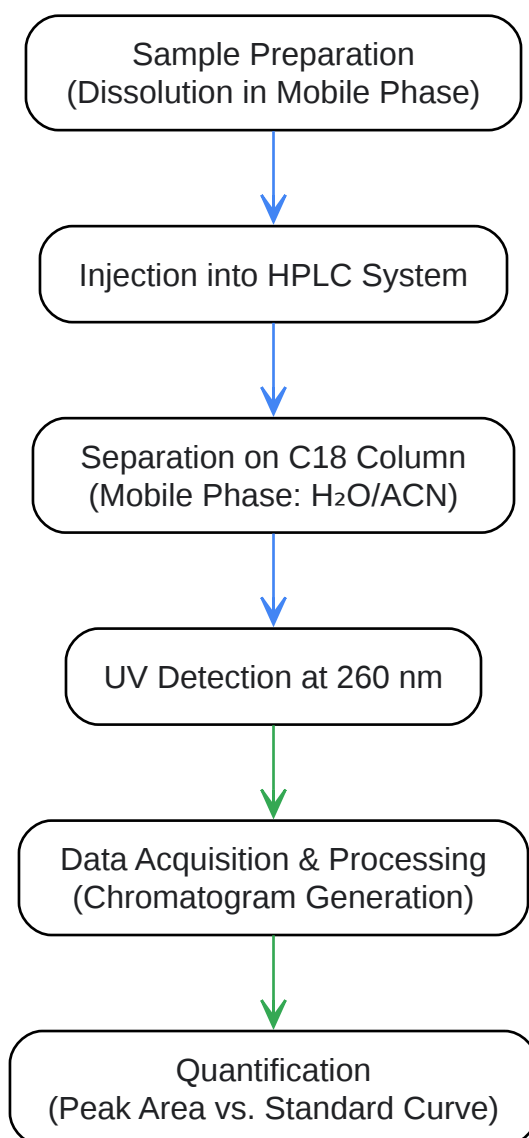 Sample Preparation
(Dissolution in Mobile Phase)
Injection into HPLC System
Separation on C18 Column
(Mobile Phase: H₂O/ACN)
UV Detection at 260 nm
Data Acquisition & Processing
(Chromatogram Generation)
Quantification
(Peak Area vs. Standard Curve)